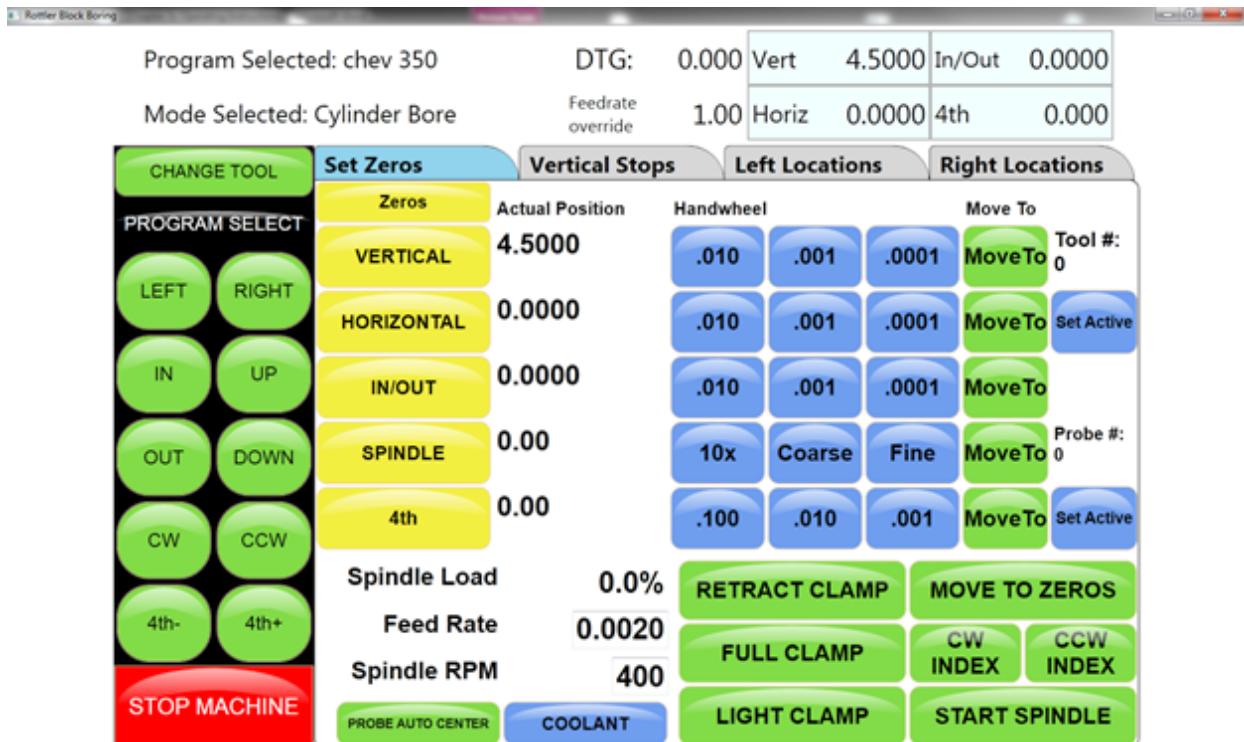 Rottler Block Boring
Program Selected: chev 350 DTG: 0.000 Vert 4.5000 In/Out 0.0000
Mode Selected: Cylinder Bore Feedrate override 1.00 Horiz 0.0000 4th 0.000
CHANGE TOOL Set Zeros Vertical Stops Left Locations Right Locations
PROGRAM SELECT
LEFT RIGHT
IN UP
OUT DOWN
CW CCW
4th- 4th+
STOP MACHINE
Zeros Actual Position Handwheel Move To
VERTICAL 4.5000 .010 .001 .0001 MoveTo Tool #: 0
HORIZONTAL 0.0000 .010 .001 .0001 MoveTo Set Active
IN/OUT 0.0000 .010 .001 .0001 MoveTo
SPINDLE 0.00 10x Coarse Fine MoveTo Probe #: 0
4th 0.00 .100 .010 .001 MoveTo Set Active
Spindle Load 0.0% RETRACT CLAMP MOVE TO ZEROS
Feed Rate 0.0020 FULL CLAMP CW INDEX CCW INDEX
Spindle RPM 400
PROBE AUTO CENTER COOLANT LIGHT CLAMP START SPINDLE